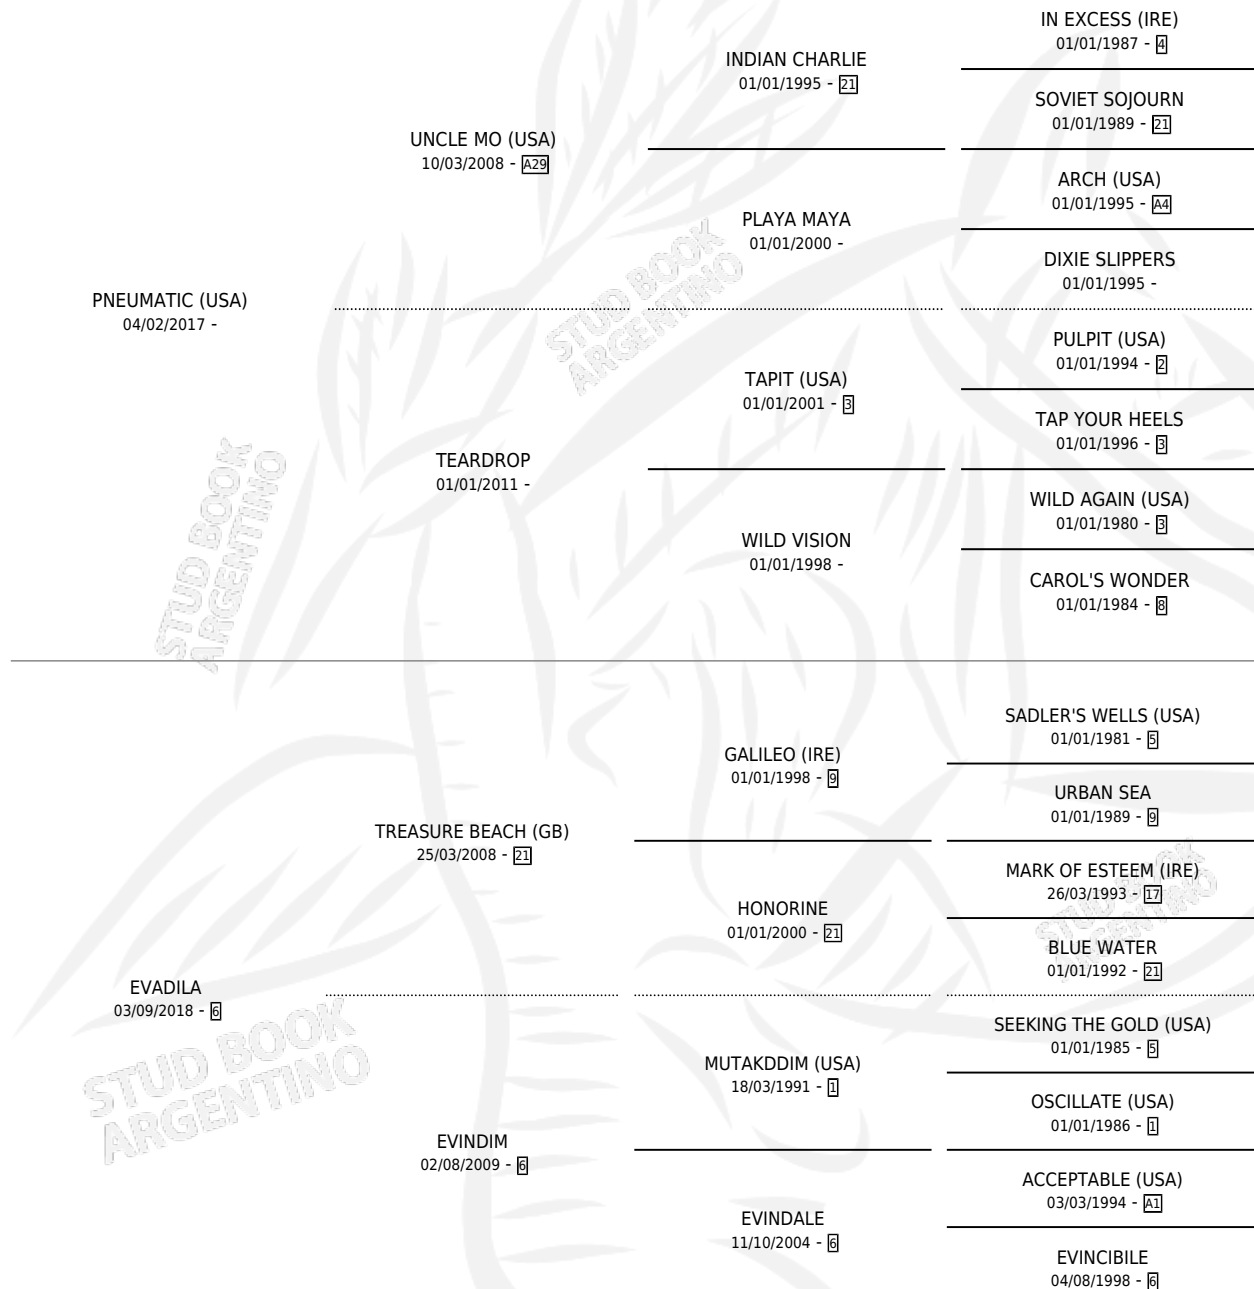 IN EXCESS (IRE)
01/01/1987 - 4
INDIAN CHARLIE
01/01/1995 - 21
SOVIET SOJOURN
01/01/1989 - 21
UNCLE MO (USA)
10/03/2008 - A29
ARCH (USA)
01/01/1995 - A4
PLAYA MAYA
01/01/2000 -
DIXIE SLIPPERS
01/01/1995 -
PNEUMATIC (USA)
04/02/2017 -
PULPIT (USA)
01/01/1994 - 2
TAPIT (USA)
01/01/2001 - 3
TAP YOUR HEELS
01/01/1996 - 3
TEARDROP
01/01/2011 -
WILD AGAIN (USA)
01/01/1980 - 3
WILD VISION
01/01/1998 -
CAROL'S WONDER
01/01/1984 - 8
SADLER'S WELLS (USA)
01/01/1981 - 5
GALILEO (IRE)
01/01/1998 - 9
URBAN SEA
01/01/1989 - 9
TREASURE BEACH (GB)
25/03/2008 - 21
MARK OF ESTEEM (IRE)
26/03/1993 - 17
HONORINE
01/01/2000 - 21
BLUE WATER
01/01/1992 - 21
EVADILA
03/09/2018 - 6
SEEKING THE GOLD (USA)
01/01/1985 - 5
MUTAKDDIM (USA)
18/03/1991 - 1
OSCILLATE (USA)
01/01/1986 - 1
EVINDIM
02/08/2009 - 6
ACCEPTABLE (USA)
03/03/1994 - A1
EVINDALE
11/10/2004 - 6
EVINCIBILE
04/08/1998 - 6
STUD BOOK
ARGENTINO
STUD BOOK
ARGENTINO
STUD BOOK
ARGENTINO
STUD BOOK
ARGENTINO